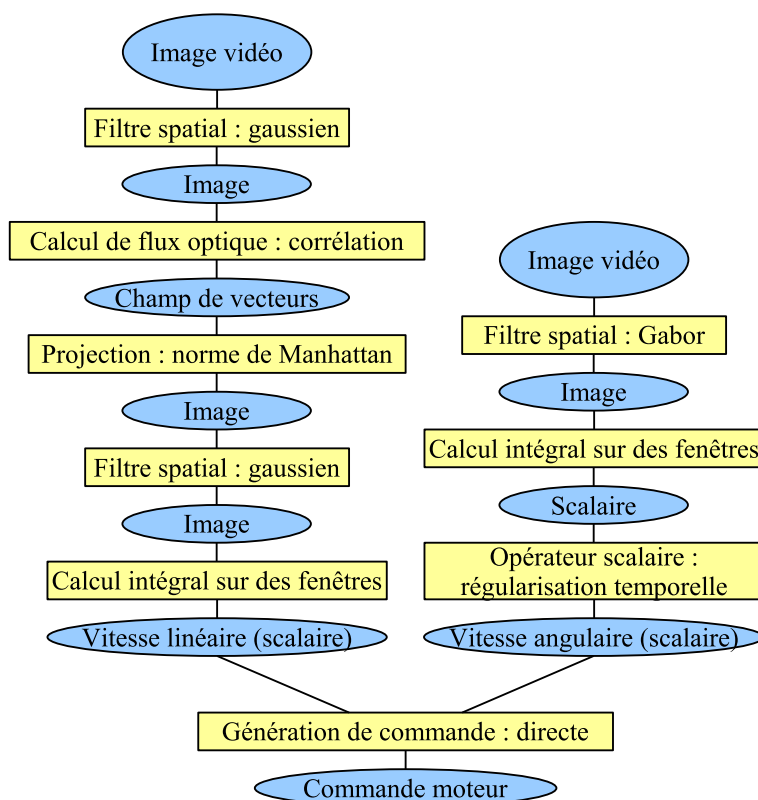 Image vidéo
Filtre spatial : gaussien
Image
Calcul de flux optique : corrélation
Champ de vecteurs
Projection : norme de Manhattan
Image
Filtre spatial : gaussien
Image
Calcul intégral sur des fenêtres
Vitesse linéaire (scalaire)
Image vidéo
Filtre spatial : Gabor
Image
Calcul intégral sur des fenêtres
Scalaire
Opérateur scalaire :
régularisation temporelle
Vitesse angulaire (scalaire)
Génération de commande : directe
Commande moteur